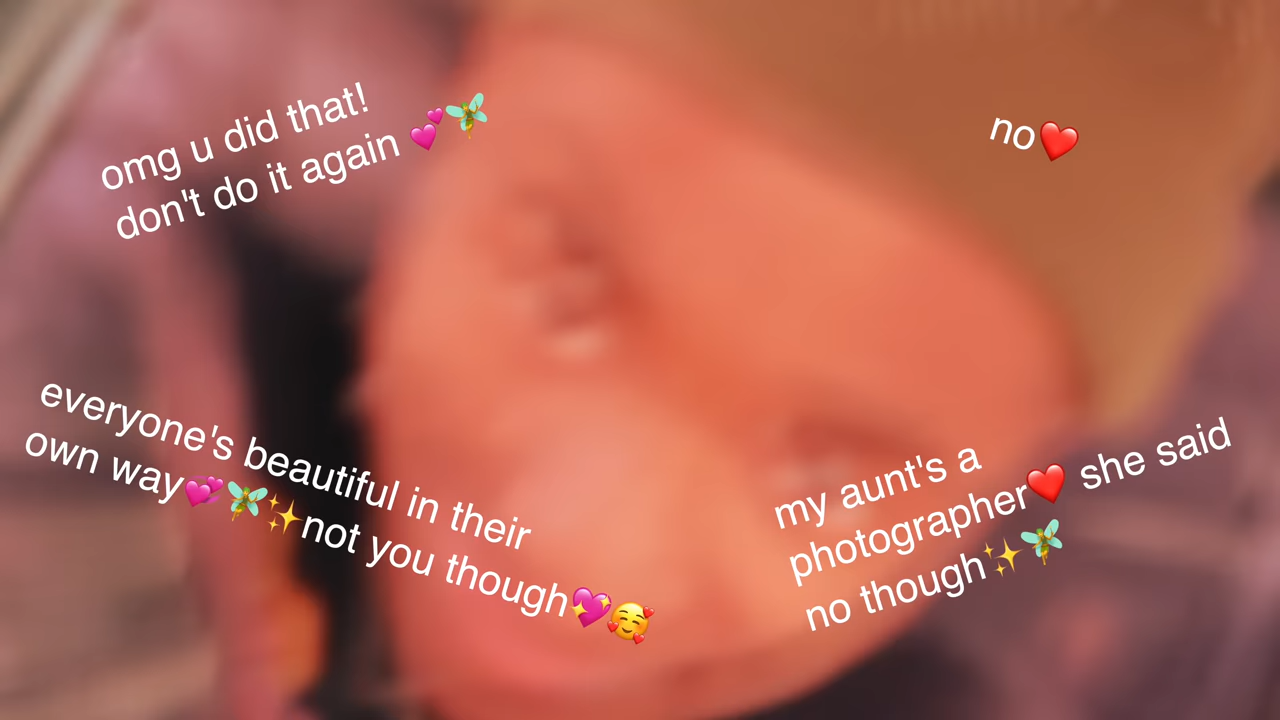 omg u did that!
don't do it again 💕🧚
no❤️
everyone's beautiful in their
own way💞🧚✨not you though💖🥰
my aunt's a
photographer❤️ she said
no though✨🧚